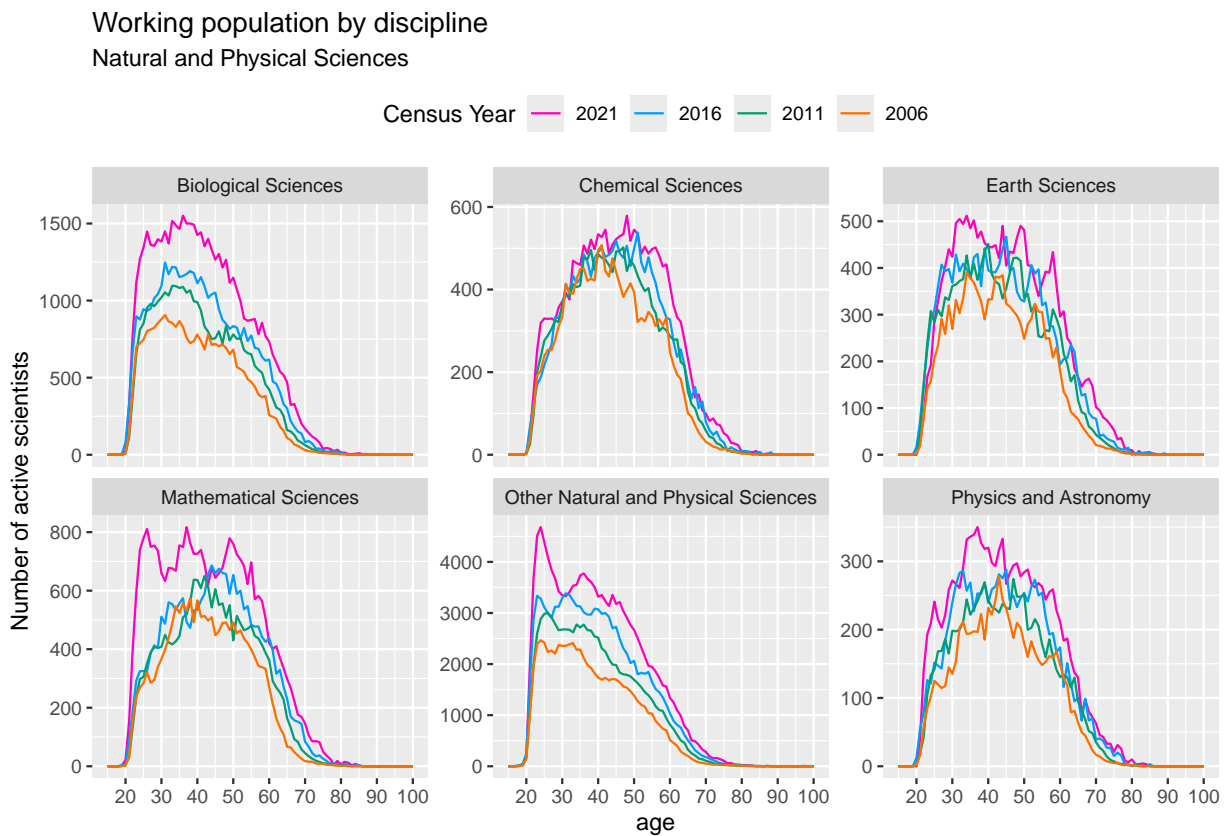 Working population by discipline
Natural and Physical Sciences
Census Year 2021 2016 2011 2006
Number of active scientists
Biological Sciences
1500
1000
500
0
Chemical Sciences
600
400
200
0
Earth Sciences
500
400
300
200
100
0
Mathematical Sciences
800
600
400
200
0
20 30 40 50 60 70 80 90 100
Other Natural and Physical Sciences
4000
3000
2000
1000
0
20 30 40 50 60 70 80 90 100
Physics and Astronomy
300
200
100
0
20 30 40 50 60 70 80 90 100
age